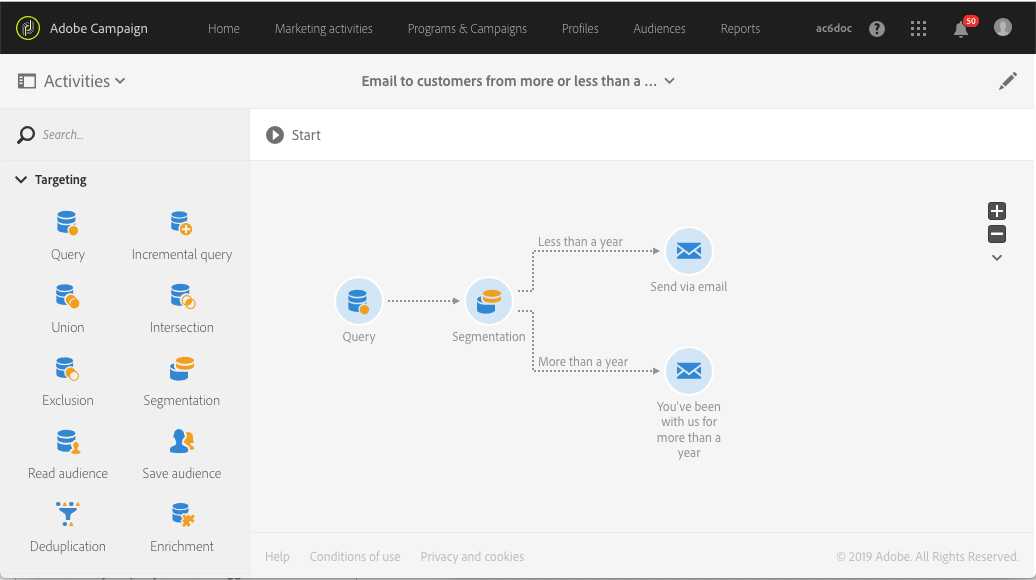 Adobe Campaign
Home
Marketing activities
Programs & Campaigns
Profiles
Audiences
Reports
ac6doc
?
50
Activities
Email to customers from more or less than a ...
Search...
Start
Targeting
Query
Incremental query
Union
Intersection
Exclusion
Segmentation
Read audience
Save audience
Deduplication
Enrichment
Query
Segmentation
Less than a year
Send via email
More than a year
You've been
with us for
more than a
year
Help
Conditions of use
Privacy and cookies
© 2019 Adobe. All Rights Reserved.